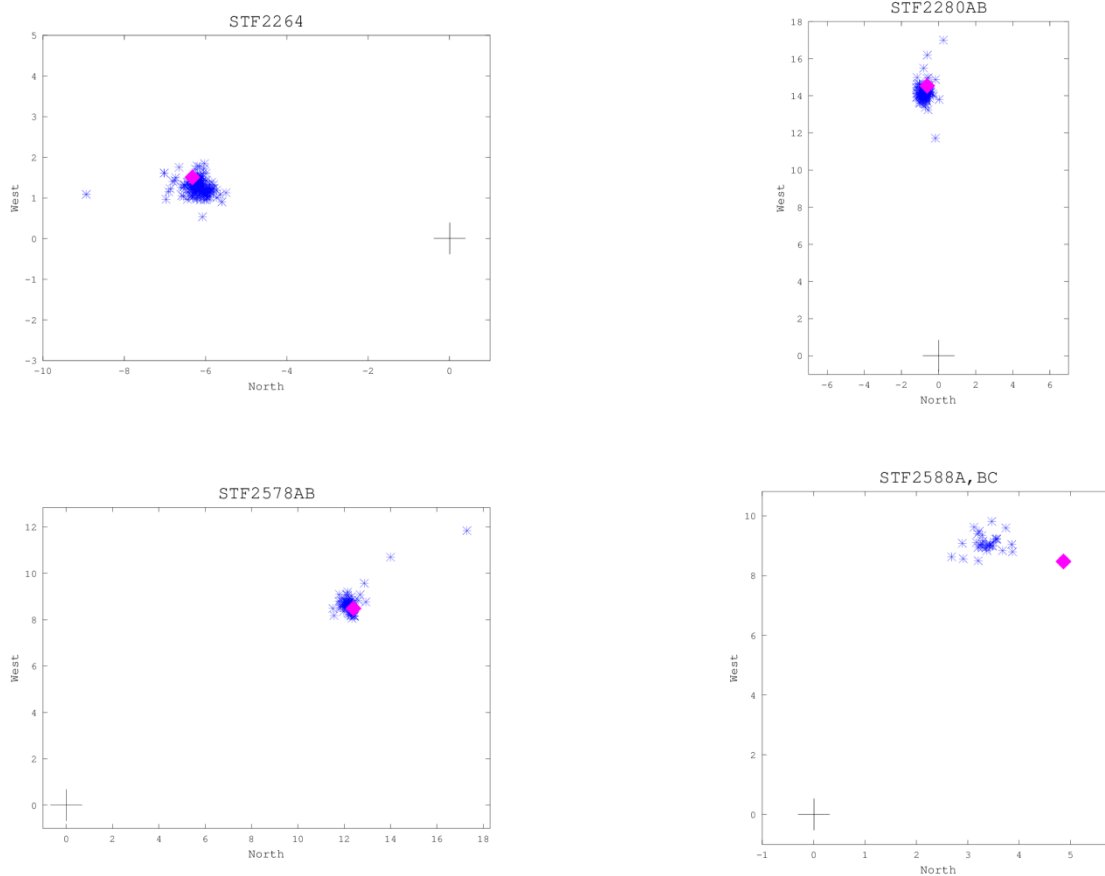 STF2264
5
4
3
2
1
0
-1
-2
-3
West
-10 -8 -6 -4 -2 0
North
STF2280AB
18
16
14
12
10
8
6
4
2
0
West
-6 -4 -2 0 2 4 6
North
STF2578AB
12
10
8
6
4
2
0
West
0 2 4 6 8 10 12 14 16 18
North
STF2588A,BC
10
8
6
4
2
0
West
-1 0 1 2 3 4 5
North